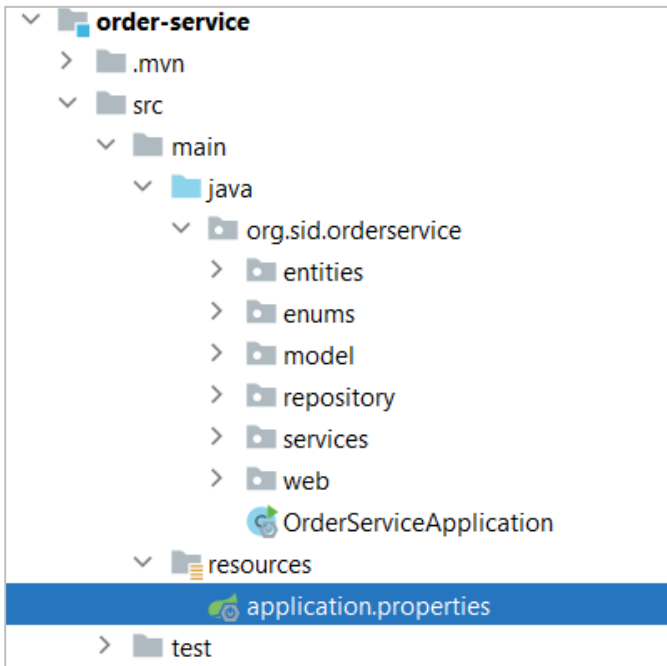 order-service
.mvn
src
main
java
org.sid.orderservice
entities
enums
model
repository
services
web
OrderServiceApplication
resources
application.properties
test